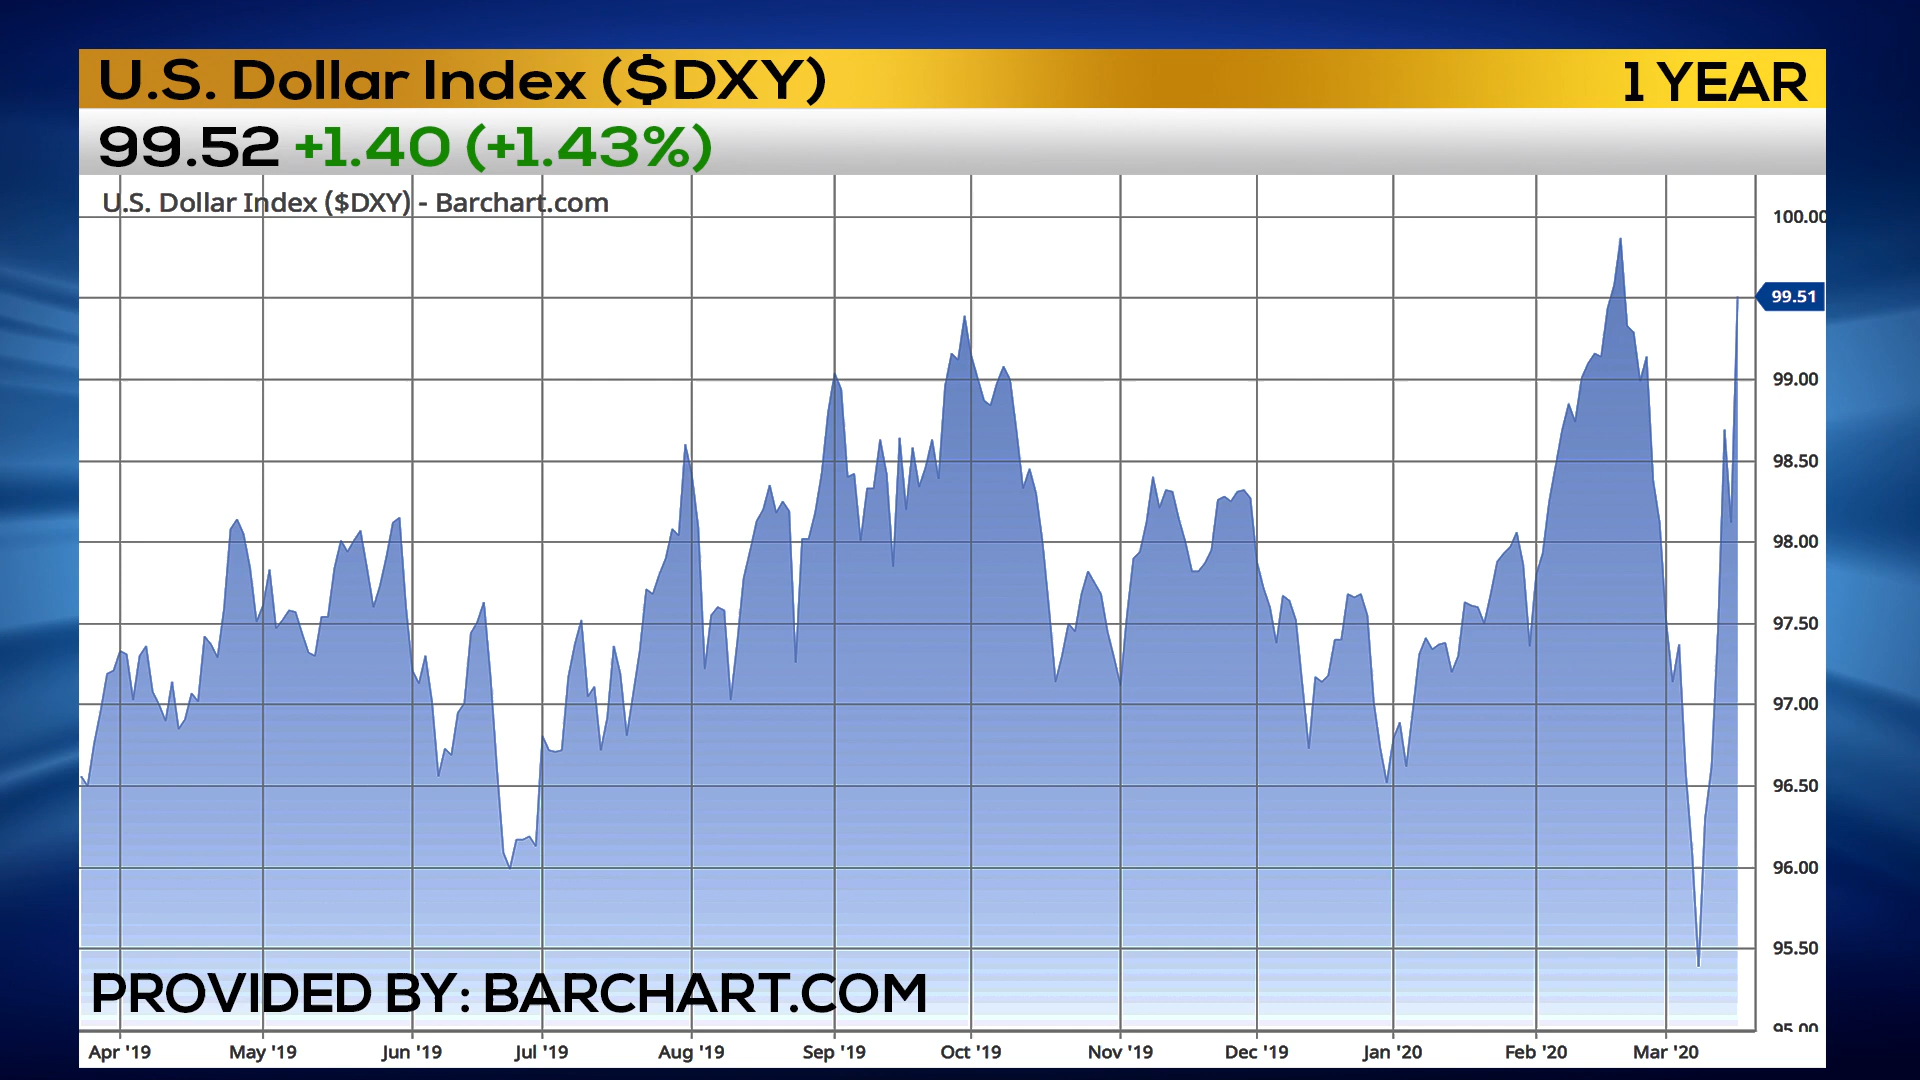 U.S. Dollar Index ($DXY)
1 YEAR
99.52 +1.40 (+1.43%)
U.S. Dollar Index ($DXY) - Barchart.com
100.00
99.51
99.00
98.50
98.00
97.50
97.00
96.50
96.00
95.50
95.00
PROVIDED BY: BARCHART.COM
Apr '19 May '19 Jun '19 Jul '19 Aug '19 Sep '19 Oct '19 Nov '19 Dec '19 Jan '20 Feb '20 Mar '20